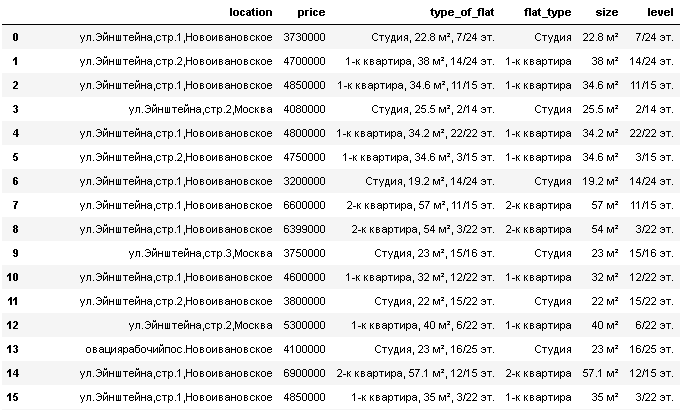 location price type_of_flat flat_type size level
0 ул.Эйнштейна,стр.1,Новоивановское 3730000 Студия, 22.8 м², 7/24 эт. Студия 22.8 м² 7/24 эт.
1 ул.Эйнштейна,стр.2,Новоивановское 4700000 1-к квартира, 38 м², 14/24 эт. 1-к квартира 38 м² 14/24 эт.
2 ул.Эйнштейна,стр.1,Новоивановское 4850000 1-к квартира, 34.6 м², 11/15 эт. 1-к квартира 34.6 м² 11/15 эт.
3 ул.Эйнштейна,стр.2,Москва 4080000 Студия, 25.5 м², 2/14 эт. Студия 25.5 м² 2/14 эт.
4 ул.Эйнштейна,стр.1,Новоивановское 4800000 1-к квартира, 34.2 м², 22/22 эт. 1-к квартира 34.2 м² 22/22 эт.
5 ул.Эйнштейна,стр.2,Новоивановское 4750000 1-к квартира, 34.6 м², 3/15 эт. 1-к квартира 34.6 м² 3/15 эт.
6 ул.Эйнштейна,стр.1,Новоивановское 3200000 Студия, 19.2 м², 14/24 эт. Студия 19.2 м² 14/24 эт.
7 ул.Эйнштейна,стр.1,Новоивановское 6600000 2-к квартира, 57 м², 11/15 эт. 2-к квартира 57 м² 11/15 эт.
8 ул.Эйнштейна,стр.1,Новоивановское 6399000 2-к квартира, 54 м², 3/22 эт. 2-к квартира 54 м² 3/22 эт.
9 ул.Эйнштейна,стр.3,Москва 3750000 Студия, 23 м², 15/16 эт. Студия 23 м² 15/16 эт.
10 ул.Эйнштейна,стр.1,Новоивановское 4600000 1-к квартира, 32 м², 12/22 эт. 1-к квартира 32 м² 12/22 эт.
11 ул.Эйнштейна,стр.2,Новоивановское 3800000 Студия, 22 м², 15/22 эт. Студия 22 м² 15/22 эт.
12 ул.Эйнштейна,стр.2,Москва 5300000 1-к квартира, 40 м², 6/22 эт. 1-к квартира 40 м² 6/22 эт.
13 овациярабочийпос.Новоивановское 4100000 Студия, 23 м², 16/25 эт. Студия 23 м² 16/25 эт.
14 ул.Эйнштейна,стр.1,Новоивановское 6900000 2-к квартира, 57.1 м², 12/15 эт. 2-к квартира 57.1 м² 12/15 эт.
15 ул.Эйнштейна,стр.1,Новоивановское 4850000 1-к квартира, 35 м², 3/22 эт. 1-к квартира 35 м² 3/22 эт.